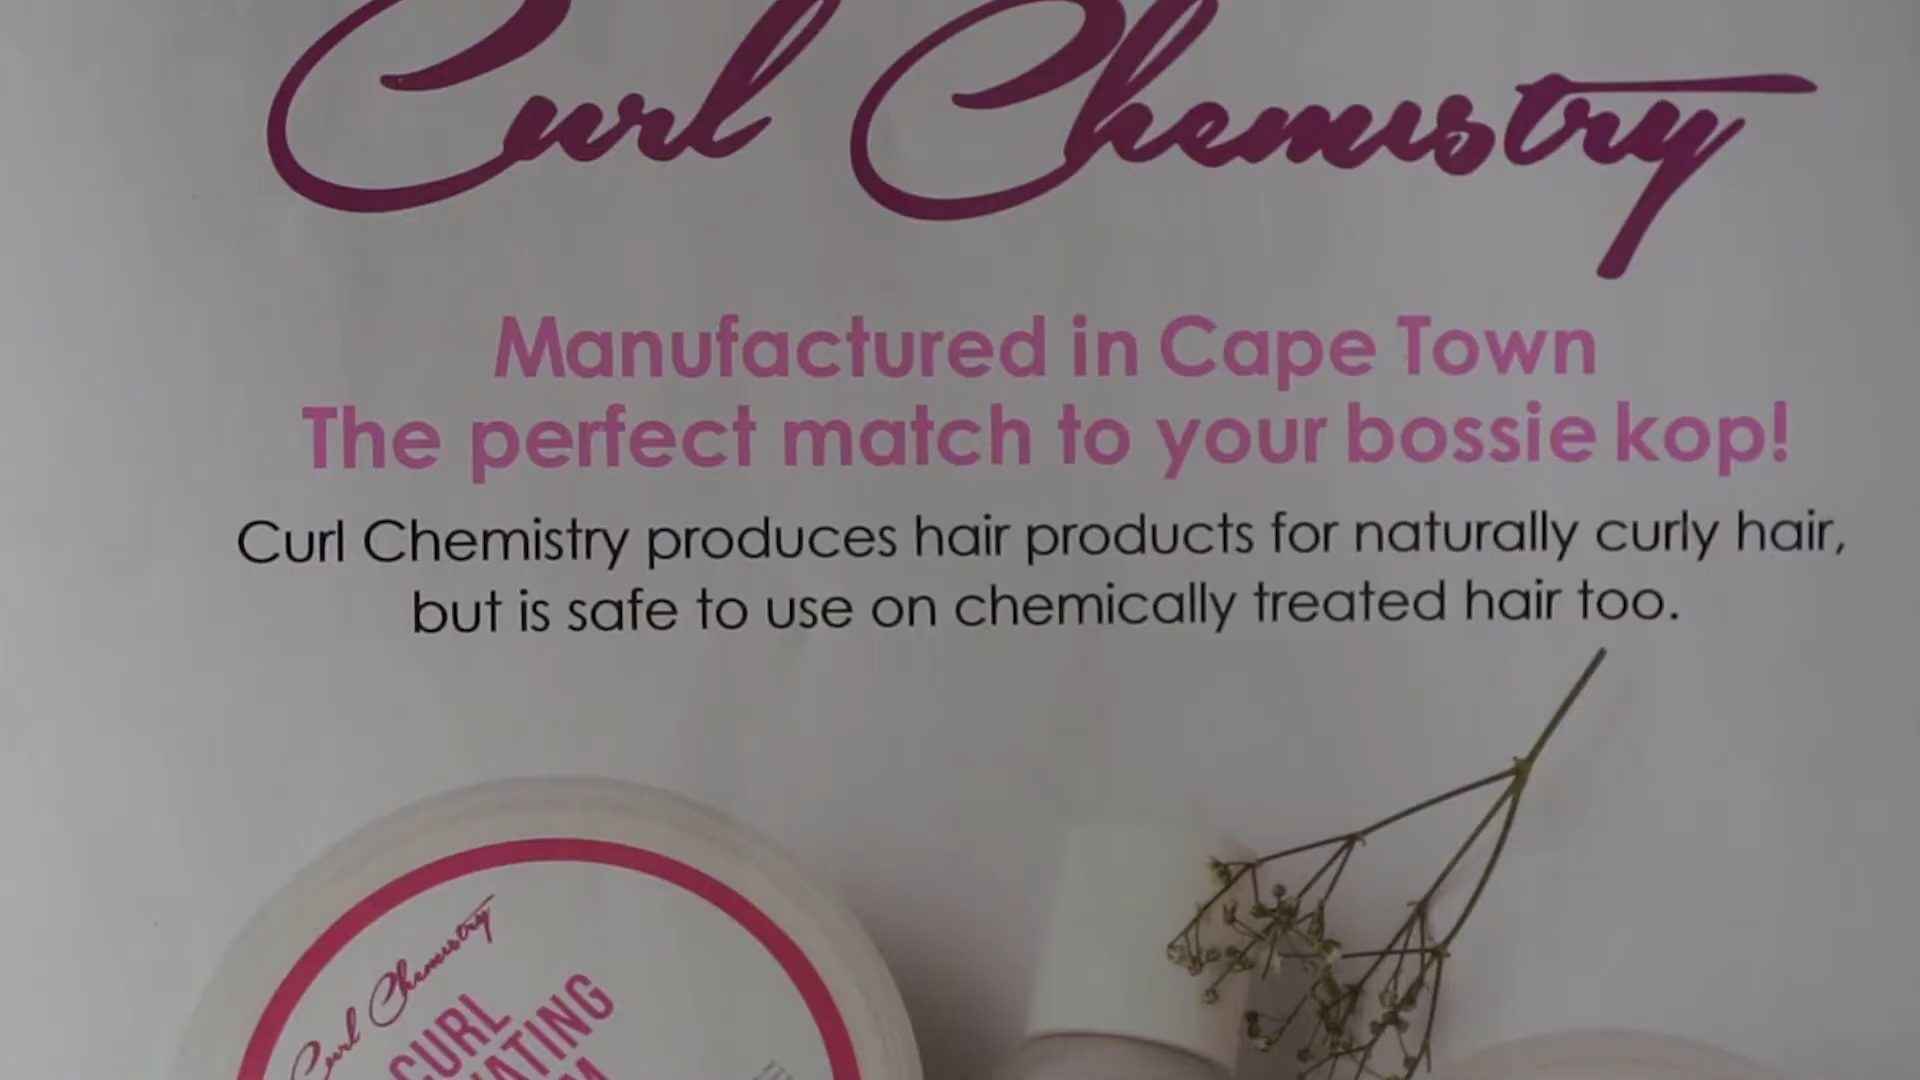 Curl Chemistry
Manufactured in Cape Town
The perfect match to your bossie kop!
Curl Chemistry produces hair products for naturally curly hair,
but is safe to use on chemically treated hair too.
Curl Chemistry
CURL